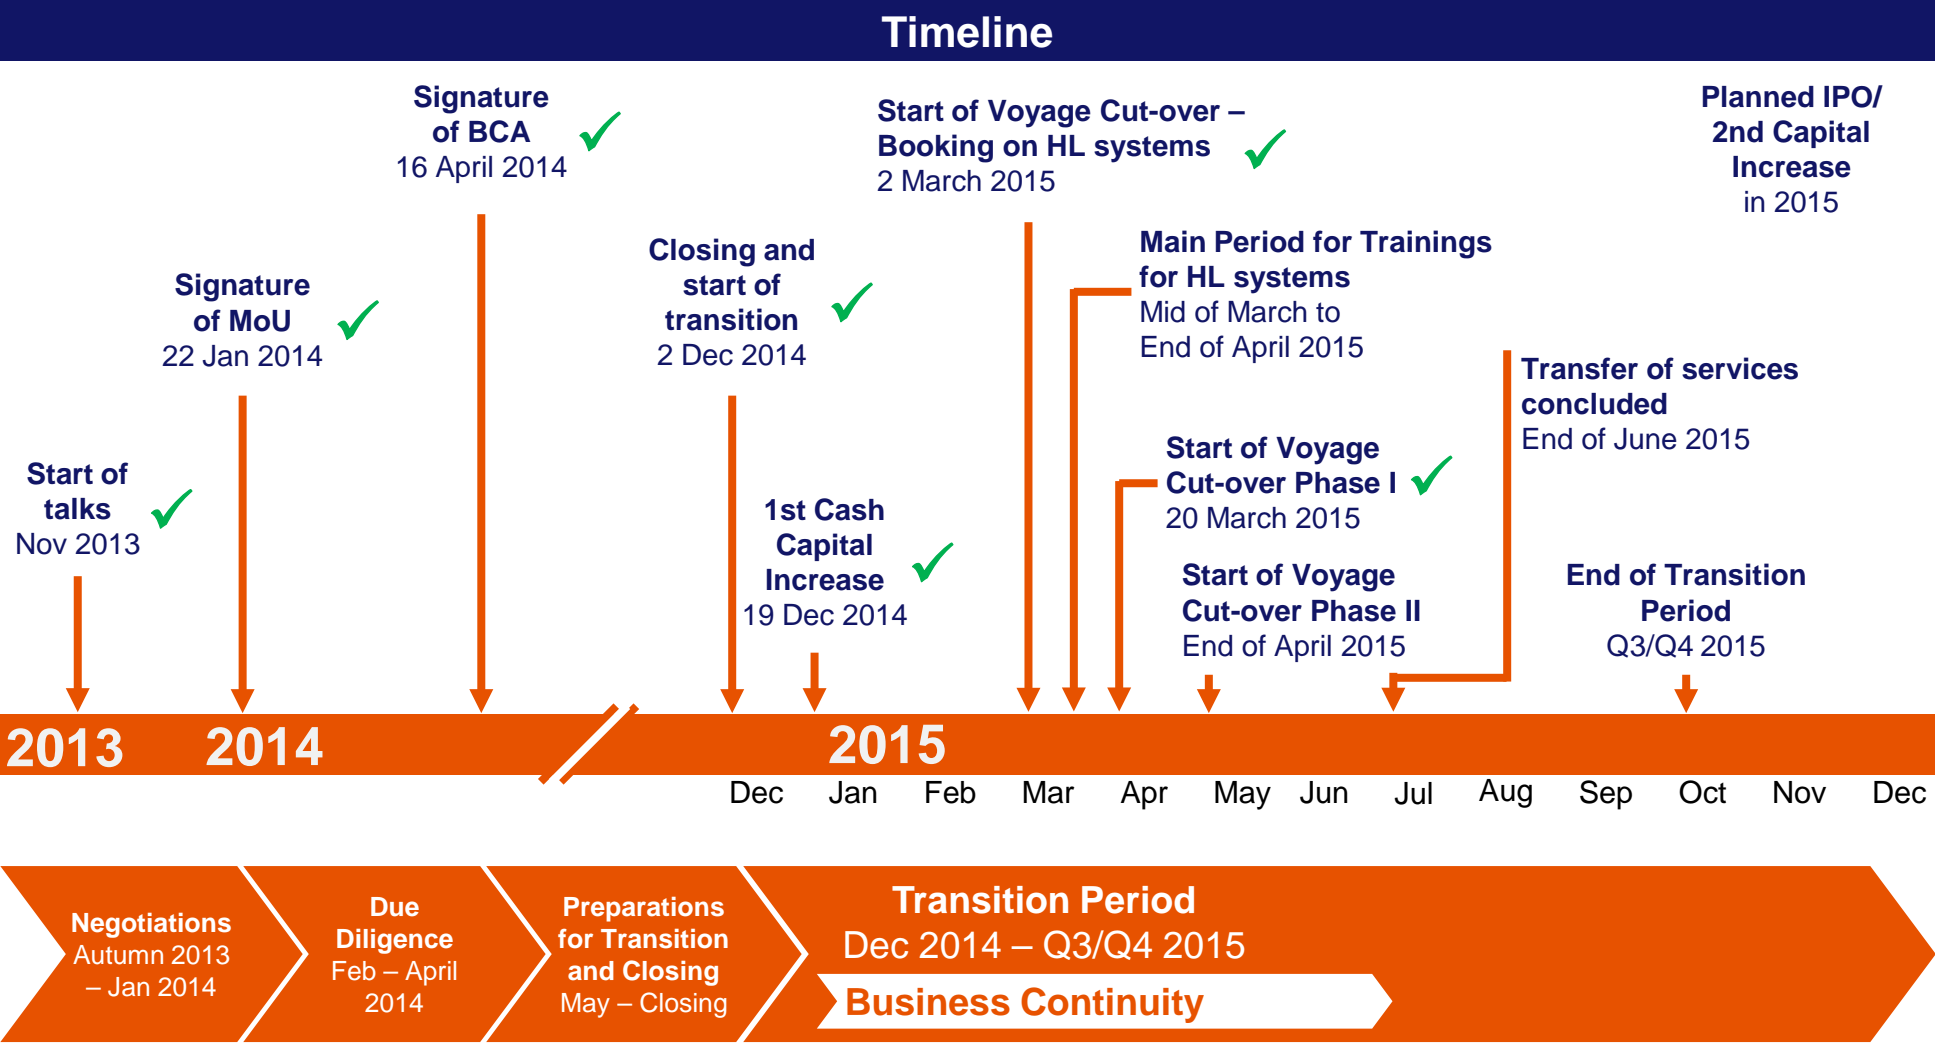 Timeline
Signature
of BCA
16 April 2014
Start of Voyage Cut-over –
Booking on HL systems
2 March 2015
Planned IPO/
2nd Capital
Increase
in 2015
Closing and
start of
transition
2 Dec 2014
Main Period for Trainings
for HL systems
Mid of March to
End of April 2015
Signature
of MoU
22 Jan 2014
Transfer of services
concluded
End of June 2015
Start of
talks
Nov 2013
Start of Voyage
Cut-over Phase I
20 March 2015
1st Cash
Capital
Increase
19 Dec 2014
Start of Voyage
Cut-over Phase II
End of April 2015
End of Transition
Period
Q3/Q4 2015
2013 2014 2015
Dec Jan Feb Mar Apr May Jun Jul Aug Sep Oct Nov Dec
Negotiations
Autumn 2013
– Jan 2014
Due
Diligence
Feb – April
2014
Preparations
for Transition
and Closing
May – Closing
Transition Period
Dec 2014 – Q3/Q4 2015
Business Continuity